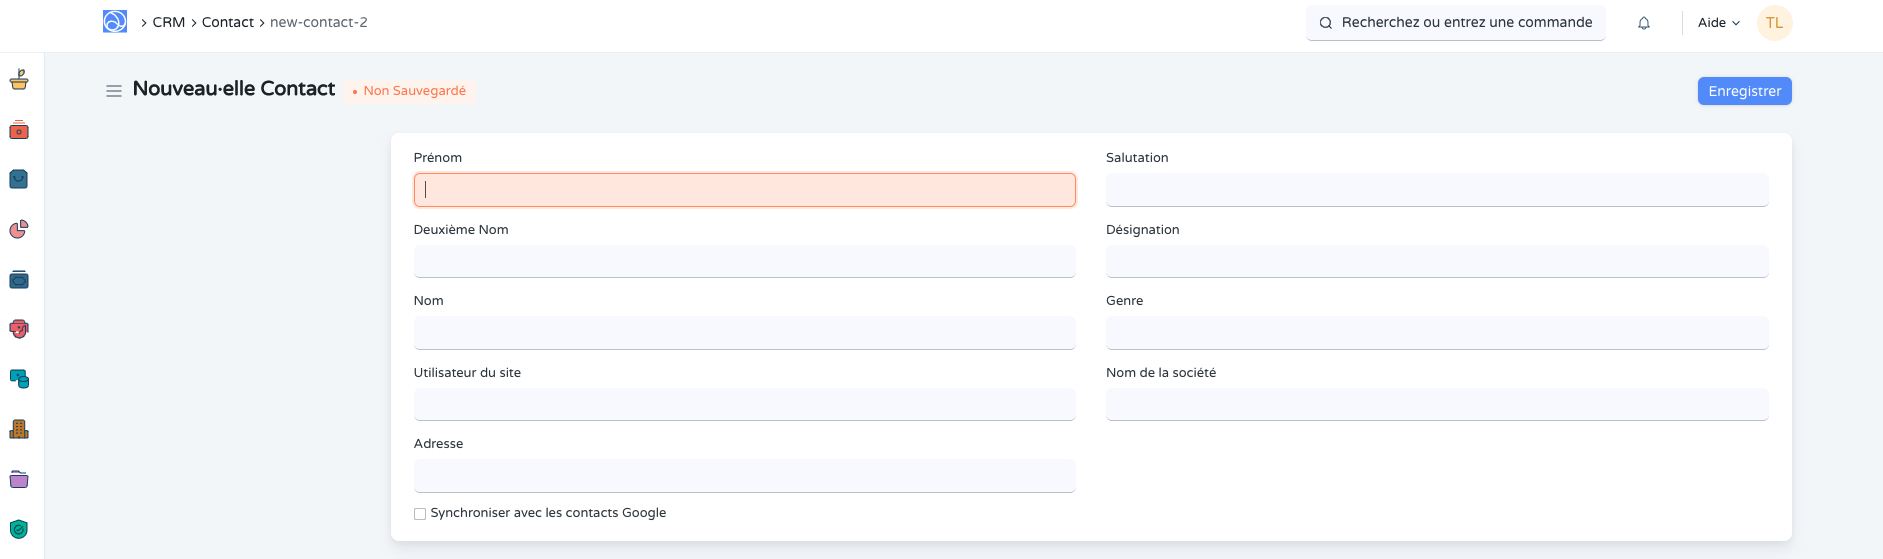 CRM Contact new-contact-2
Recherchez ou entrez une commande
Aide
TL
Nouveau·elle Contact
Non Sauvegardé
Enregistrer
Prénom
Salutation
Deuxième Nom
Désignation
Nom
Genre
Utilisateur du site
Nom de la société
Adresse
Synchroniser avec les contacts Google